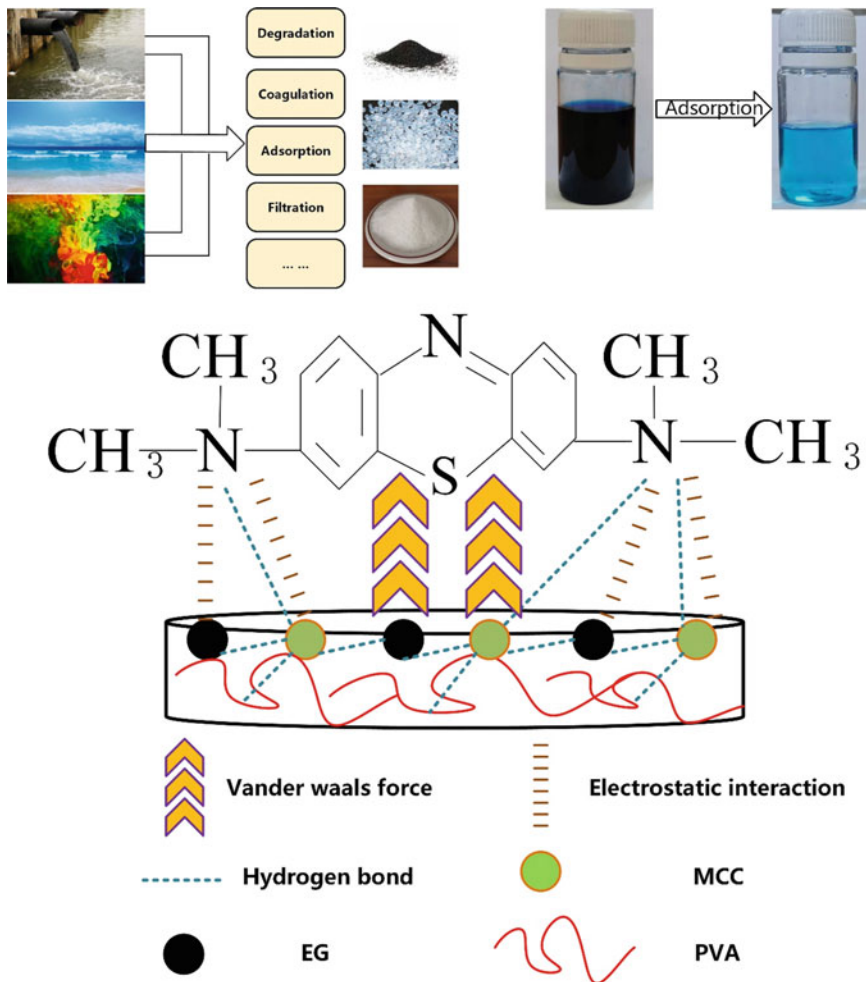 Degradation
Coagulation
Adsorption
Filtration
... ...
Adsorption
N
CH3
CH3
CH3 N
S
N CH3
Vander waals force
Electrostatic interaction
Hydrogen bond
MCC
EG
PVA